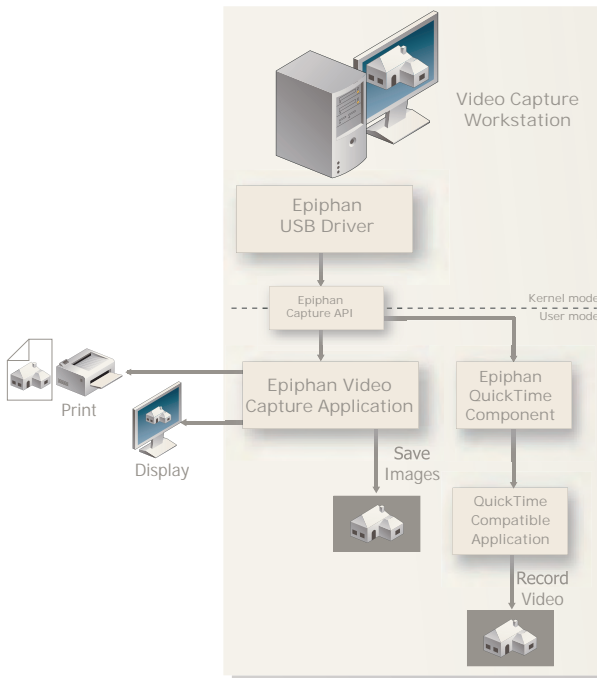 Video Capture
Workstation
Epiphan
USB Driver
Epiphan
Capture API
Kernel mode
User mode
Print
Display
Epiphan Video
Capture Application
Epiphan
QuickTime
Component
Save
Images
QuickTime
Compatible
Application
Record
Video